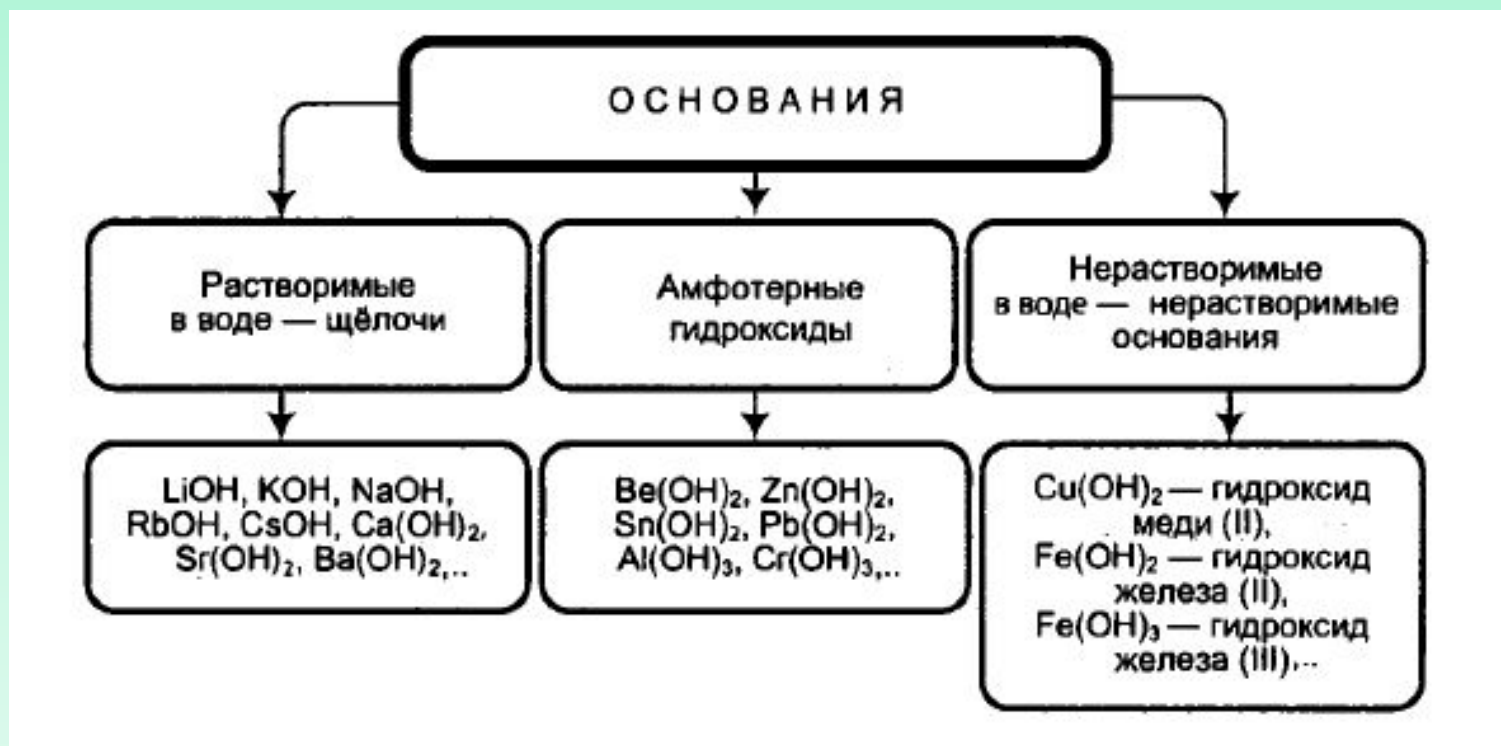 ОСНОВАНИЯ
Растворимые
в воде — щёлочи
Амфотерные
гидроксиды
Нерастворимые
в воде — нерастворимые
основания
LiOH, KOH, NaOH,
RbOH, CsOH, Ca(OH)₂,
Sr(OH)₂, Ba(OH)₂,..
Be(OH)₂, Zn(OH)₂,
Sn(OH)₂, Pb(OH)₂,
Al(OH)₃, Cr(OH)₃,..
Cu(OH)₂ — гидроксид
меди (II),
Fe(OH)₂ — гидроксид
железа (II),
Fe(OH)₃ — гидроксид
железа (III),..